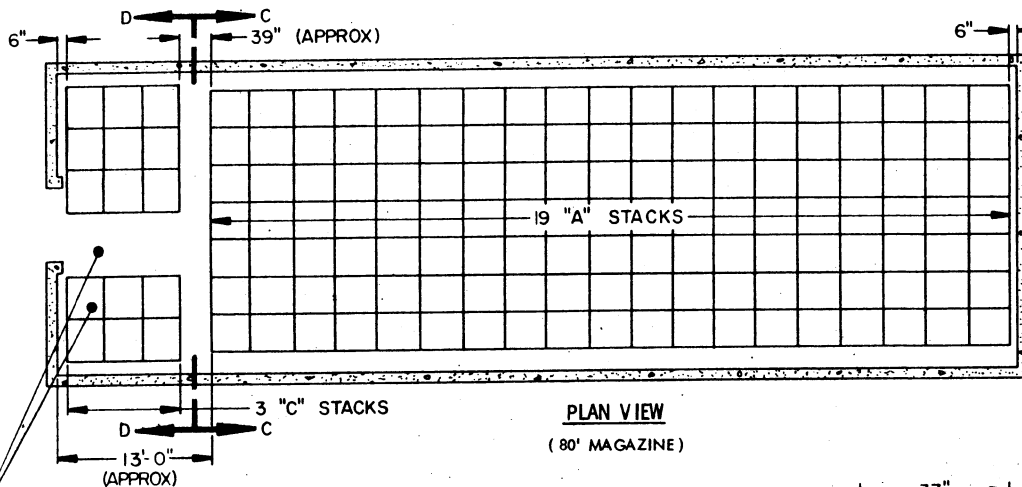 D C
6"
39" (APPROX)
6"
19 "A" STACKS
3 "C" STACKS
D C
13'-0"
(APPROX)
PLAN VIEW
( 80' MAGAZINE )